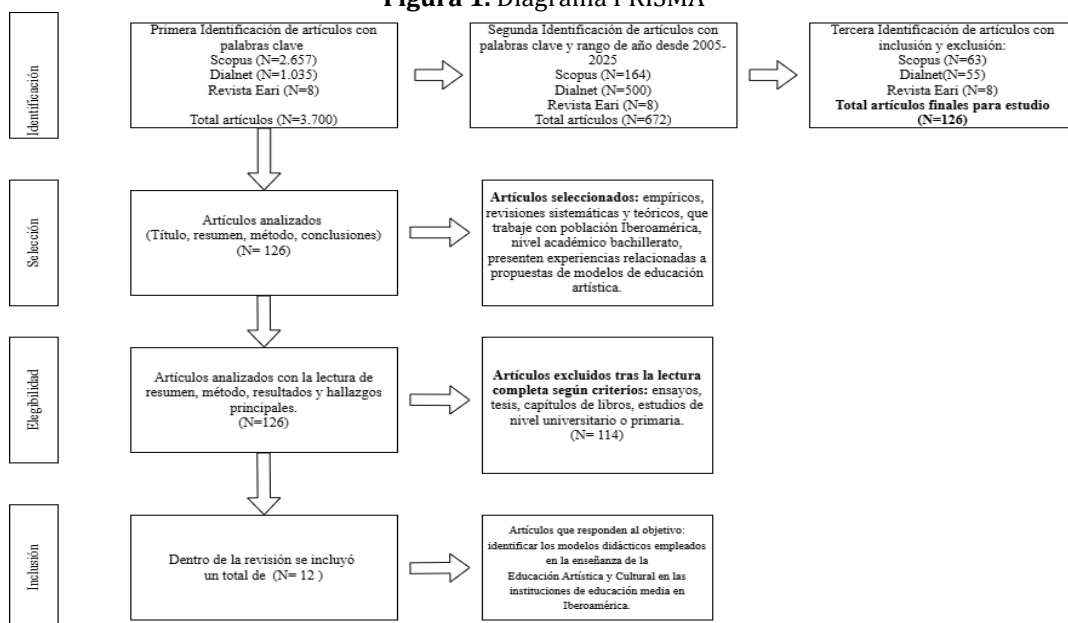 Figura 1. Diagrama PRISMA
Identificación
Primera Identificación de artículos con
palabras clave
Scopus (N=2.657)
Dialnet (N=1.035)
Revista Eari (N=8)
Total artículos (N=3.700)
Segunda Identificación de artículos con
palabras clave y rango de año desde 2005-
2025
Scopus (N=164)
Dialnet (N=500)
Revista Eari (N=8)
Total artículos (N=672)
Tercera Identificación de artículos con
inclusión y exclusión:
Scopus (N=63)
Dialnet(N=55)
Revista Eari (N=8)
Total artículos finales para estudio
(N=126)
Selección
Artículos analizados
(Título, resumen, método, conclusiones)
(N= 126)
Artículos seleccionados: empíricos,
revisiones sistemáticas y teóricos, que
trabaje con población Iberoamérica,
nivel académico bachillerato,
presenten experiencias relacionadas a
propuestas de modelos de educación
artística.
Elegibilidad
Artículos analizados con la lectura de
resumen, método, resultados y hallazgos
principales.
(N=126)
Artículos excluidos tras la lectura
completa según criterios: ensayos,
tesis, capítulos de libros, estudios de
nivel universitario o primaria.
(N= 114)
Inclusión
Dentro de la revisión se incluyó
un total de (N= 12 )
Artículos que responden al objetivo:
identificar los modelos didácticos empleados
en la enseñanza de la
Educación Artística y Cultural en las
instituciones de educación media en
Iberoamérica.